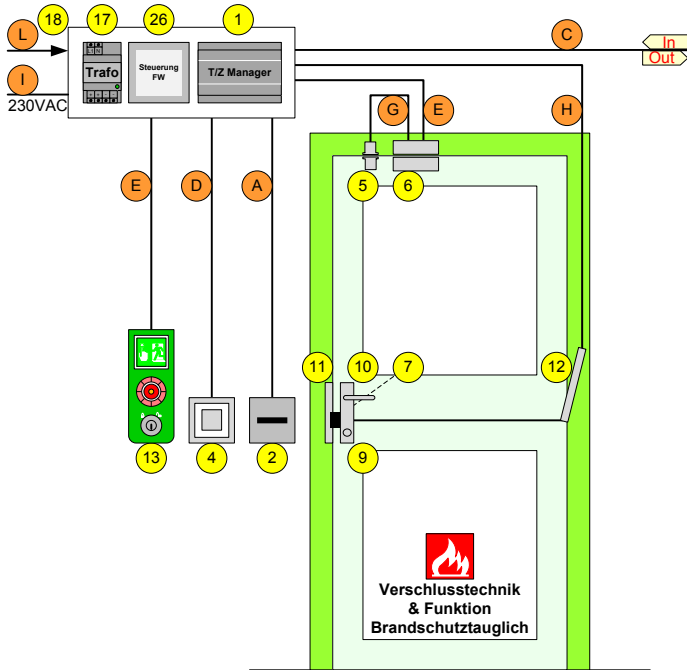 18
17
26
1
L
C
In
Out
L1 N
Trafo
Steuerung
FW
T/Z Manager
I
230VAC
G
E
H
E
D
A
5
6
11
10
7
12
13
4
2
9
Verschlusstechnik
& Funktion
Brandschutztauglich